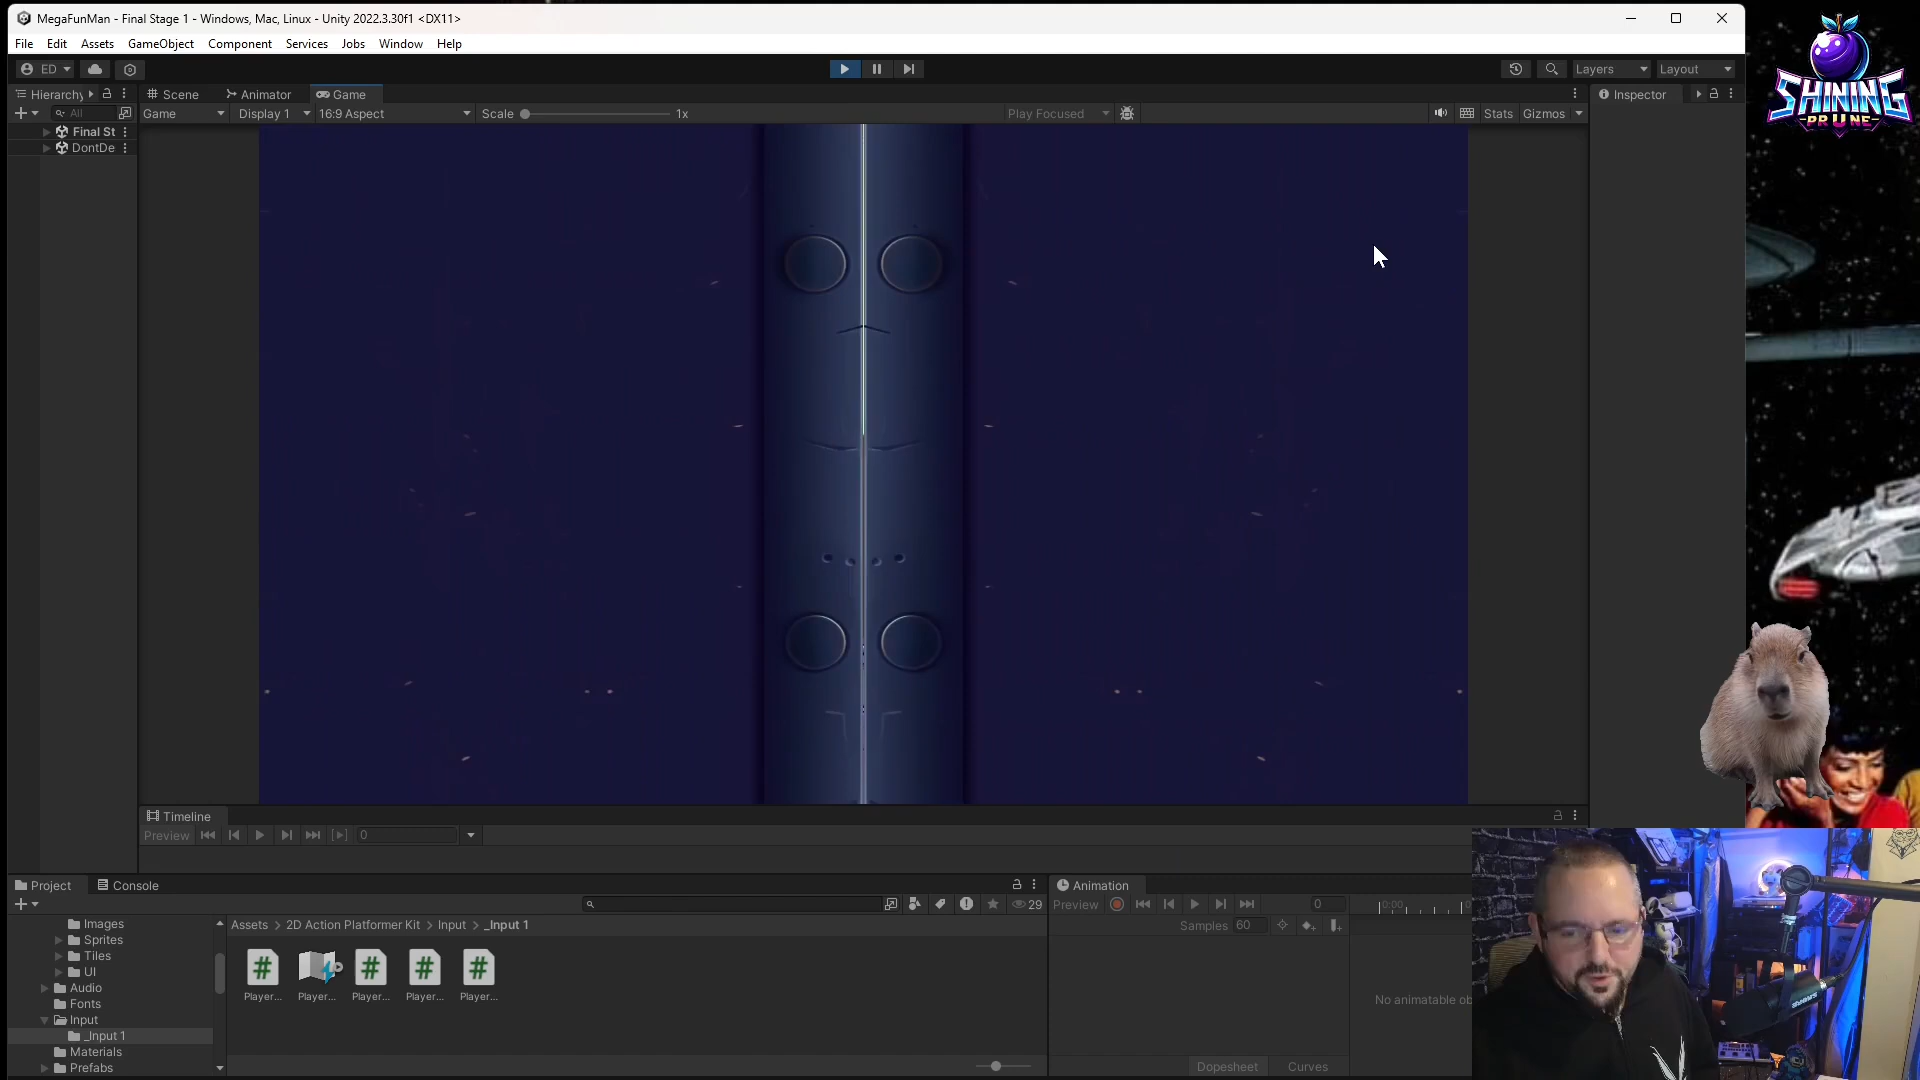 MegaFunMan - Final Stage 1 - Windows, Mac, Linux - Unity 2022.3.30f1 <DX11>
File Edit Assets GameObject Component Services Jobs Window Help
ED Layers Layout
Hierarchy Scene Animator Game Inspector
All Game Display 1 16:9 Aspect Scale 1x Play Focused Stats Gizmos
Final St
DontDe
SHINING
PRUNE
Timeline
Preview 0
Project Console Animation
29 Preview 0 0:00
Images Assets > 2D Action Platformer Kit > Input > _Input 1 Samples 60
Sprites
Tiles
UI
Audio
Player... Player... Player... Player... Player...
Fonts No animatable ob
Input
_Input 1
Materials
Prefabs Dopesheet Curves